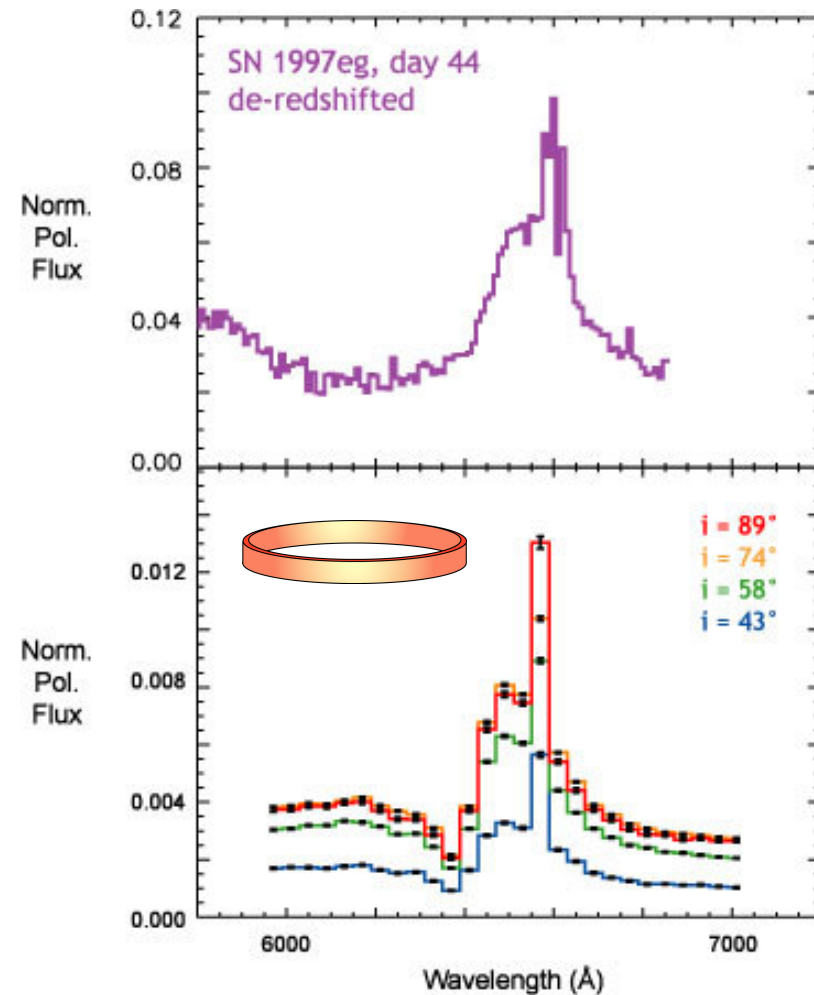 0.12
SN 1997eg, day 44
de-redshifted
0.08
Norm.
Pol.
Flux
0.04
0.00
i = 89°
i = 74°
i = 58°
i = 43°
0.012
Norm.
Pol.
Flux
0.008
0.004
0.000
6000
7000
Wavelength (Å)